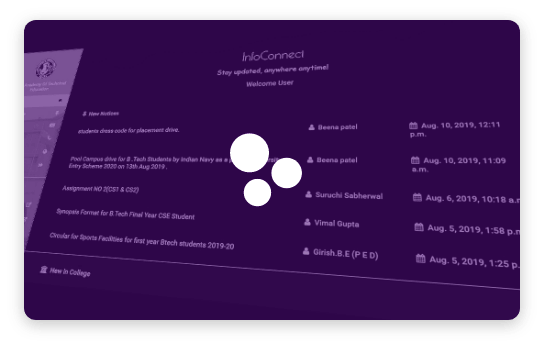 InfoConnect
Stay updated, anywhere anytime!
Welcome User
New Notices
students dress code for placement drive.
Beena patel
Aug. 10, 2019, 12:11 p.m.
Pool Campus drive for B .Tech Students by Indian Navy as a
Entry Scheme 2020 on 13th Aug 2019 .
Beena patel
Aug. 10, 2019, 11:09 a.m.
Assignment NO 2(CS1 & CS2)
Suruchi Sabherwal
Aug. 6, 2019, 10:18 a.m
Synopsis Format for B.Tech Final Year CSE Student
Vimal Gupta
Aug. 5, 2019, 1:58 p.m
Circular for Sports Facilities for first year Btech students 2019-20
Girish.B.E (P E D)
Aug. 5, 2019, 1:25 p.
New in College